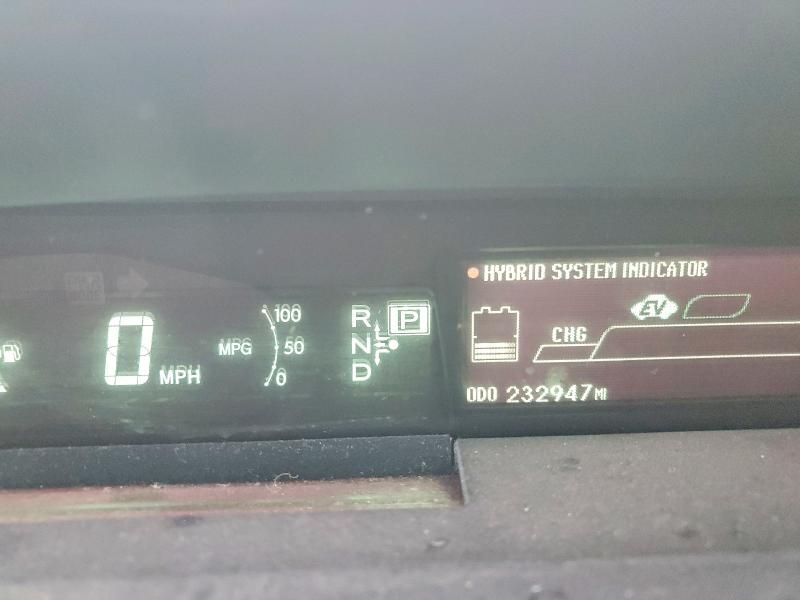 0 MPH
MPG
100
50
0
R
N
D
P
HYBRID SYSTEM INDICATOR
EV
CHG
ODO 232947 MI